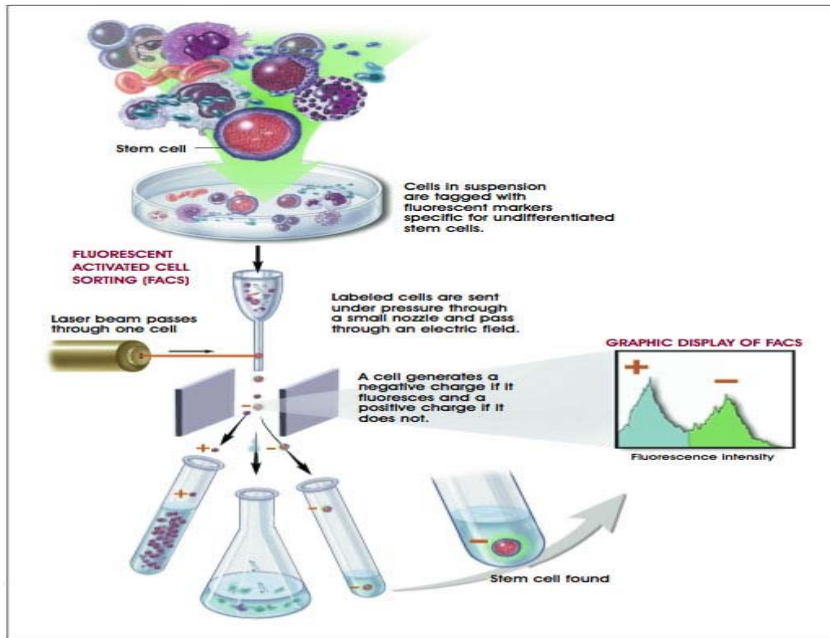 Stem cell
Cells in suspension
are tagged with
fluorescent markers
specific for undifferentiated
stem cells.
FLUORESCENT
ACTIVATED CELL
SORTING (FACS)
Labeled cells are sent
under pressure through
a small nozzle and pass
through an electric field.
Laser beam passes
through one cell
A cell generates a
negative charge if it
fluoresces and a
positive charge if it
does not.
GRAPHIC DISPLAY OF FACS
+
−
Fluorescence intensity
−
+
−
+
−
−
−
Stem cell found